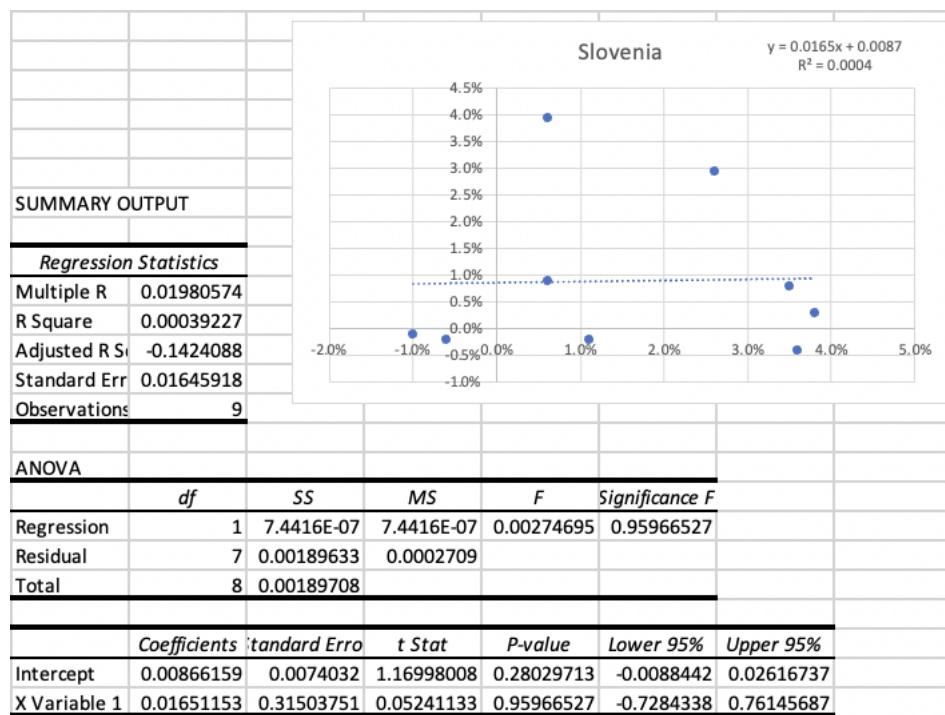 Slovenia
y = 0.0165x + 0.0087
R² = 0.0004
4.5%
4.0%
3.5%
3.0%
2.5%
2.0%
1.5%
1.0%
0.5%
0.0%
-2.0% -1.0% -0.5% 0.0% 1.0% 2.0% 3.0% 4.0% 5.0%
-1.0%
SUMMARY OUTPUT
Regression Statistics
Multiple R 0.01980574
R Square 0.00039227
Adjusted R S -0.1424088
Standard Err 0.01645918
Observations 9
ANOVA
df SS MS F Significance F
Regression 1 7.4416E-07 7.4416E-07 0.00274695 0.95966527
Residual 7 0.00189633 0.0002709
Total 8 0.00189708
Coefficients tandard Erro t Stat P-value Lower 95% Upper 95%
Intercept 0.00866159 0.0074032 1.16998008 0.28029713 -0.0088442 0.02616737
X Variable 1 0.01651153 0.31503751 0.05241133 0.95966527 -0.7284338 0.76145687